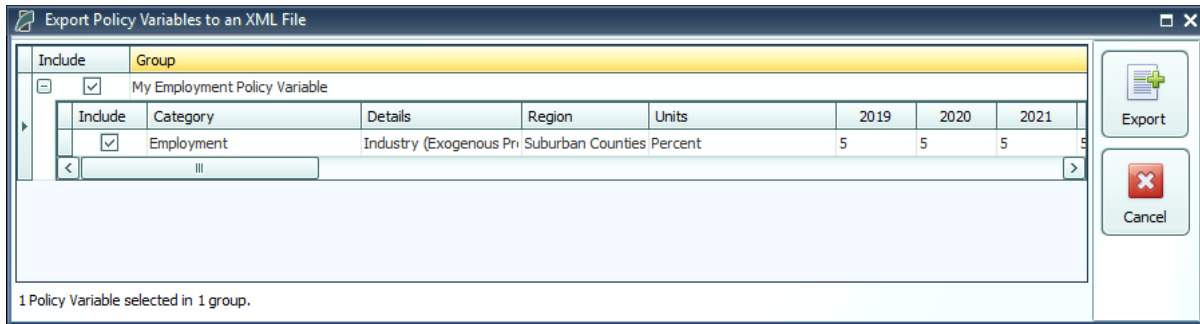 Export Policy Variables to an XML File
Include Group
My Employment Policy Variable
Include Category Details Region Units 2019 2020 2021
Employment Industry (Exogenous Pr Suburban Counties Percent 5 5 5 5
Export
Cancel
1 Policy Variable selected in 1 group.